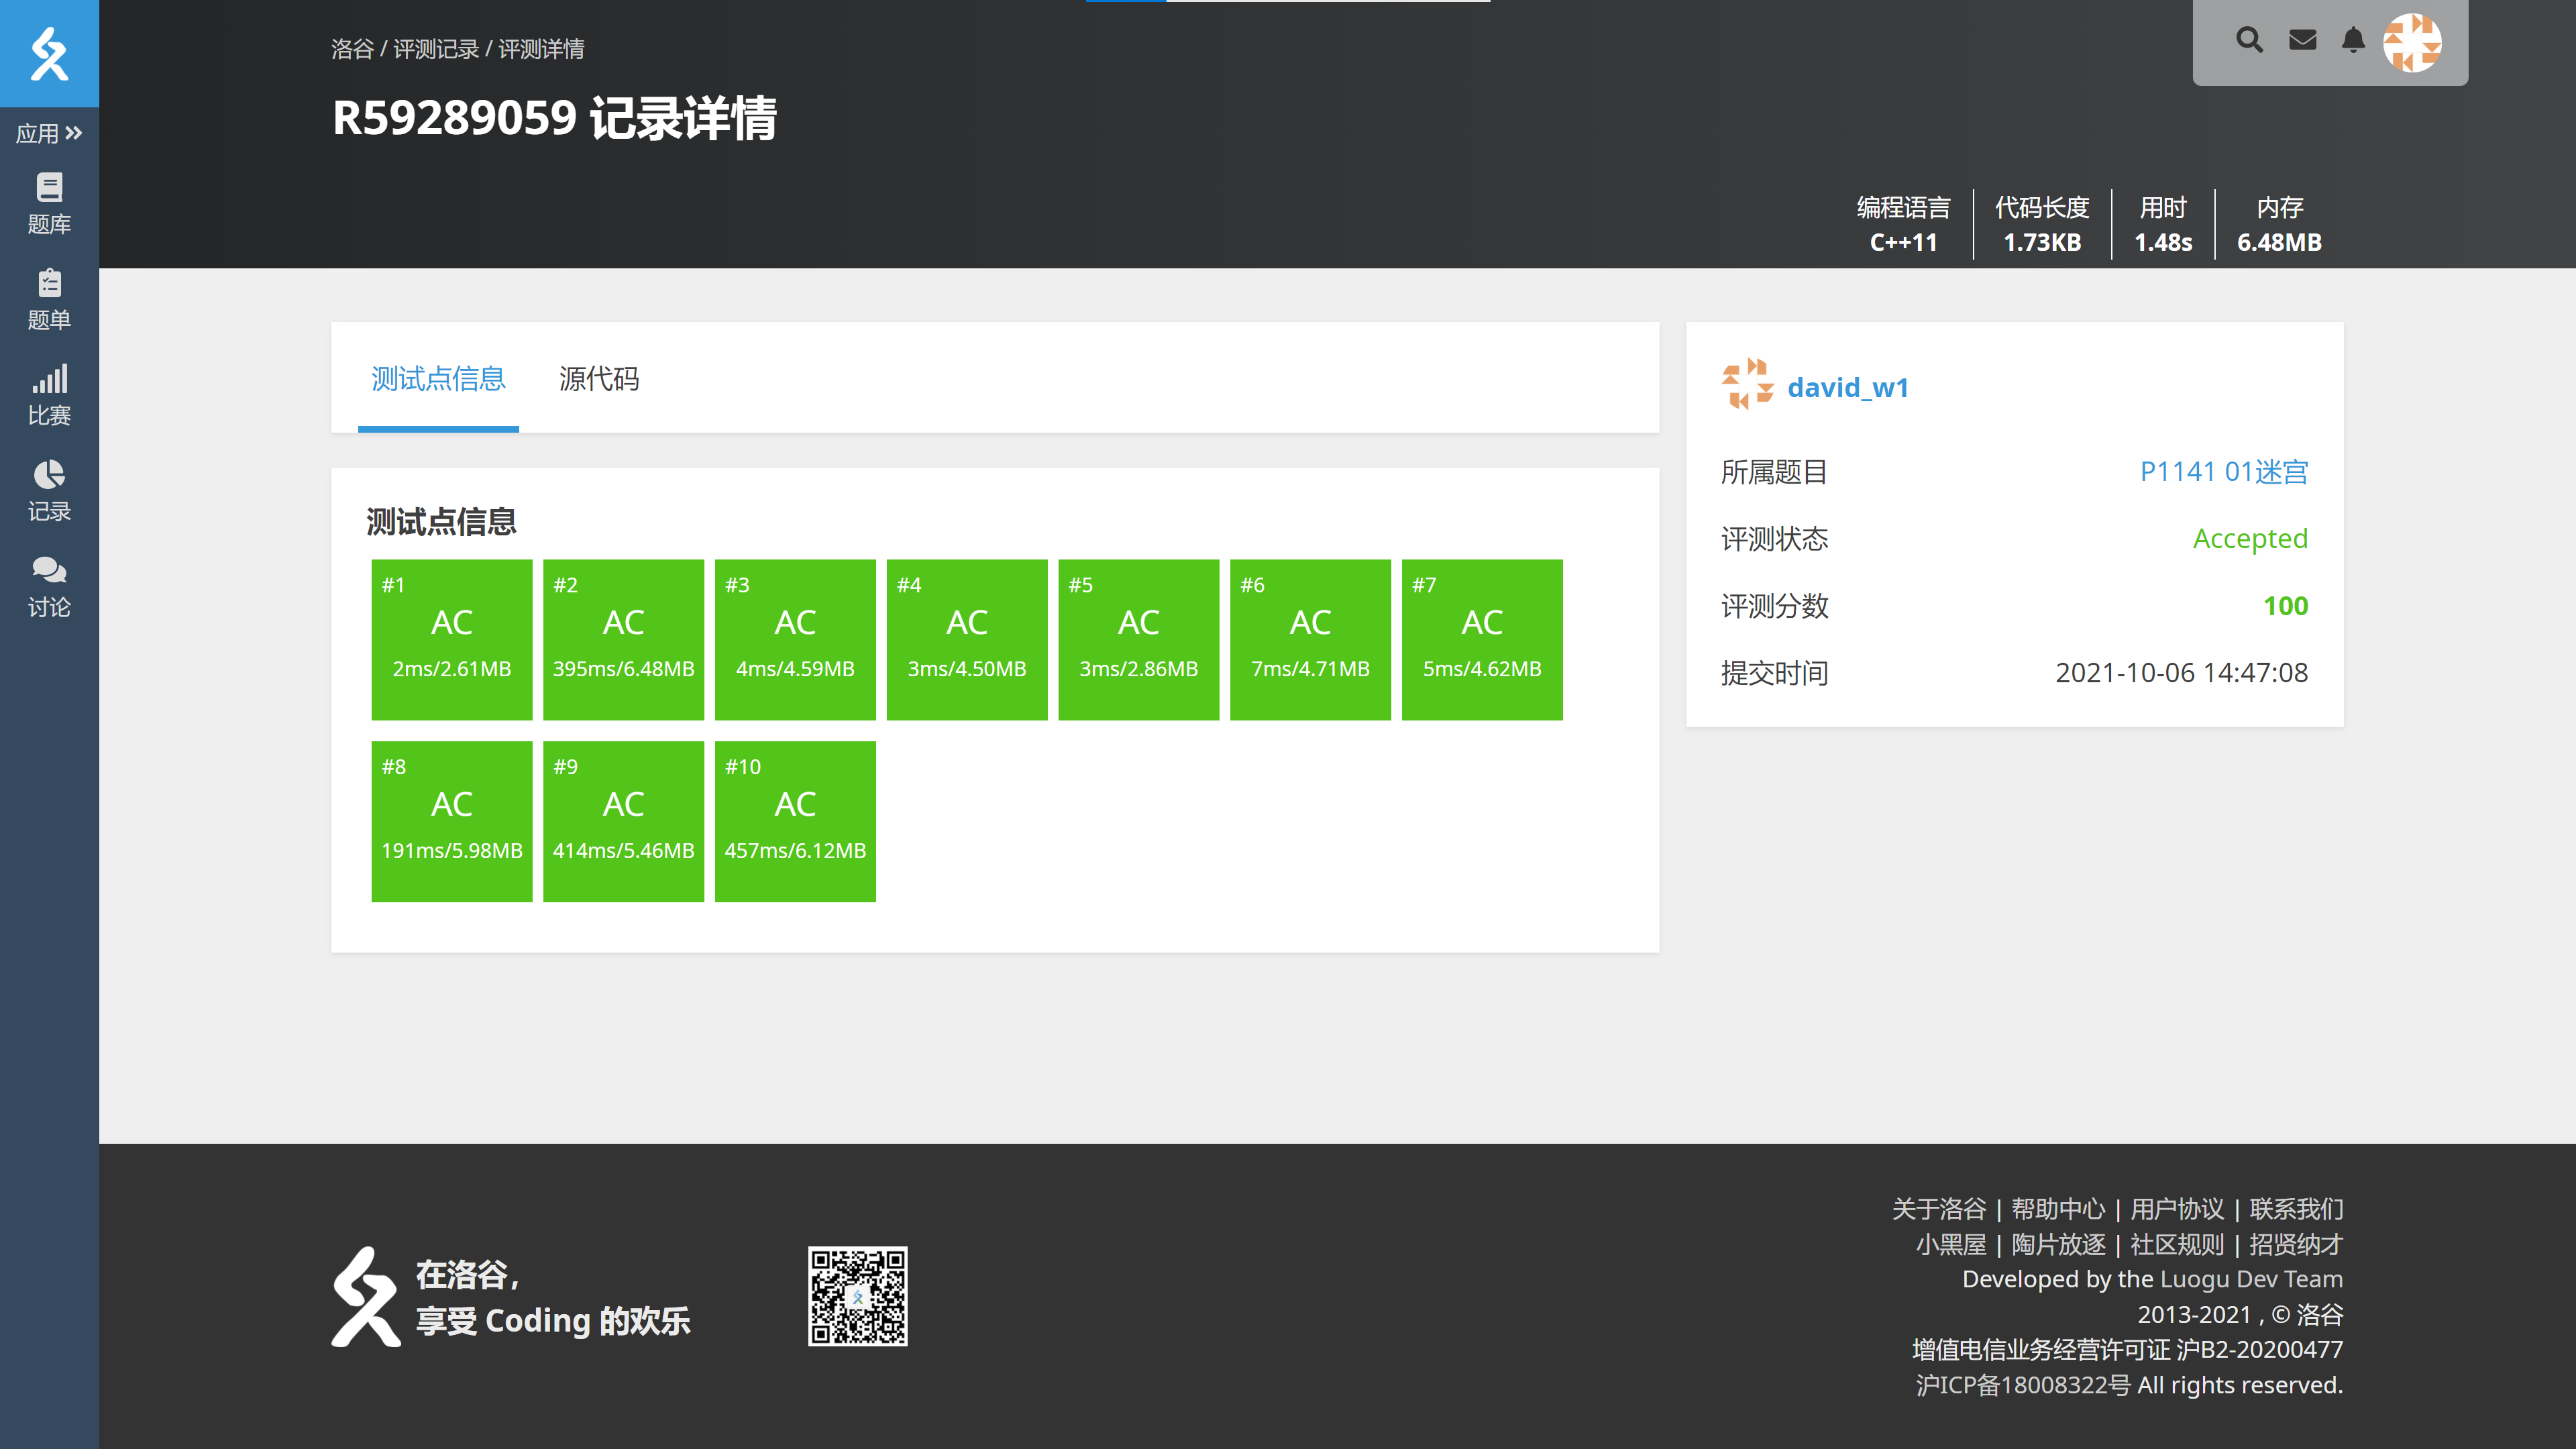 洛谷 / 评测记录 / 评测详情
R59289059 记录详情
应用
题库
题单
比赛
记录
讨论
编程语言 代码长度 用时 内存
C++11 1.73KB 1.48s 6.48MB
测试点信息 源代码
测试点信息
#1 #2 #3 #4 #5 #6 #7
AC AC AC AC AC AC AC
2ms/2.61MB 395ms/6.48MB 4ms/4.59MB 3ms/4.50MB 3ms/2.86MB 7ms/4.71MB 5ms/4.62MB
#8 #9 #10
AC AC AC
191ms/5.98MB 414ms/5.46MB 457ms/6.12MB
david_w1
所属题目 P1141 01迷宫
评测状态 Accepted
评测分数 100
提交时间 2021-10-06 14:47:08
在洛谷，
享受 Coding 的欢乐
关于洛谷 | 帮助中心 | 用户协议 | 联系我们
小黑屋 | 陶片放逐 | 社区规则 | 招贤纳才
Developed by the Luogu Dev Team
2013-2021 , © 洛谷
增值电信业务经营许可证 沪B2-20200477
沪ICP备18008322号 All rights reserved.